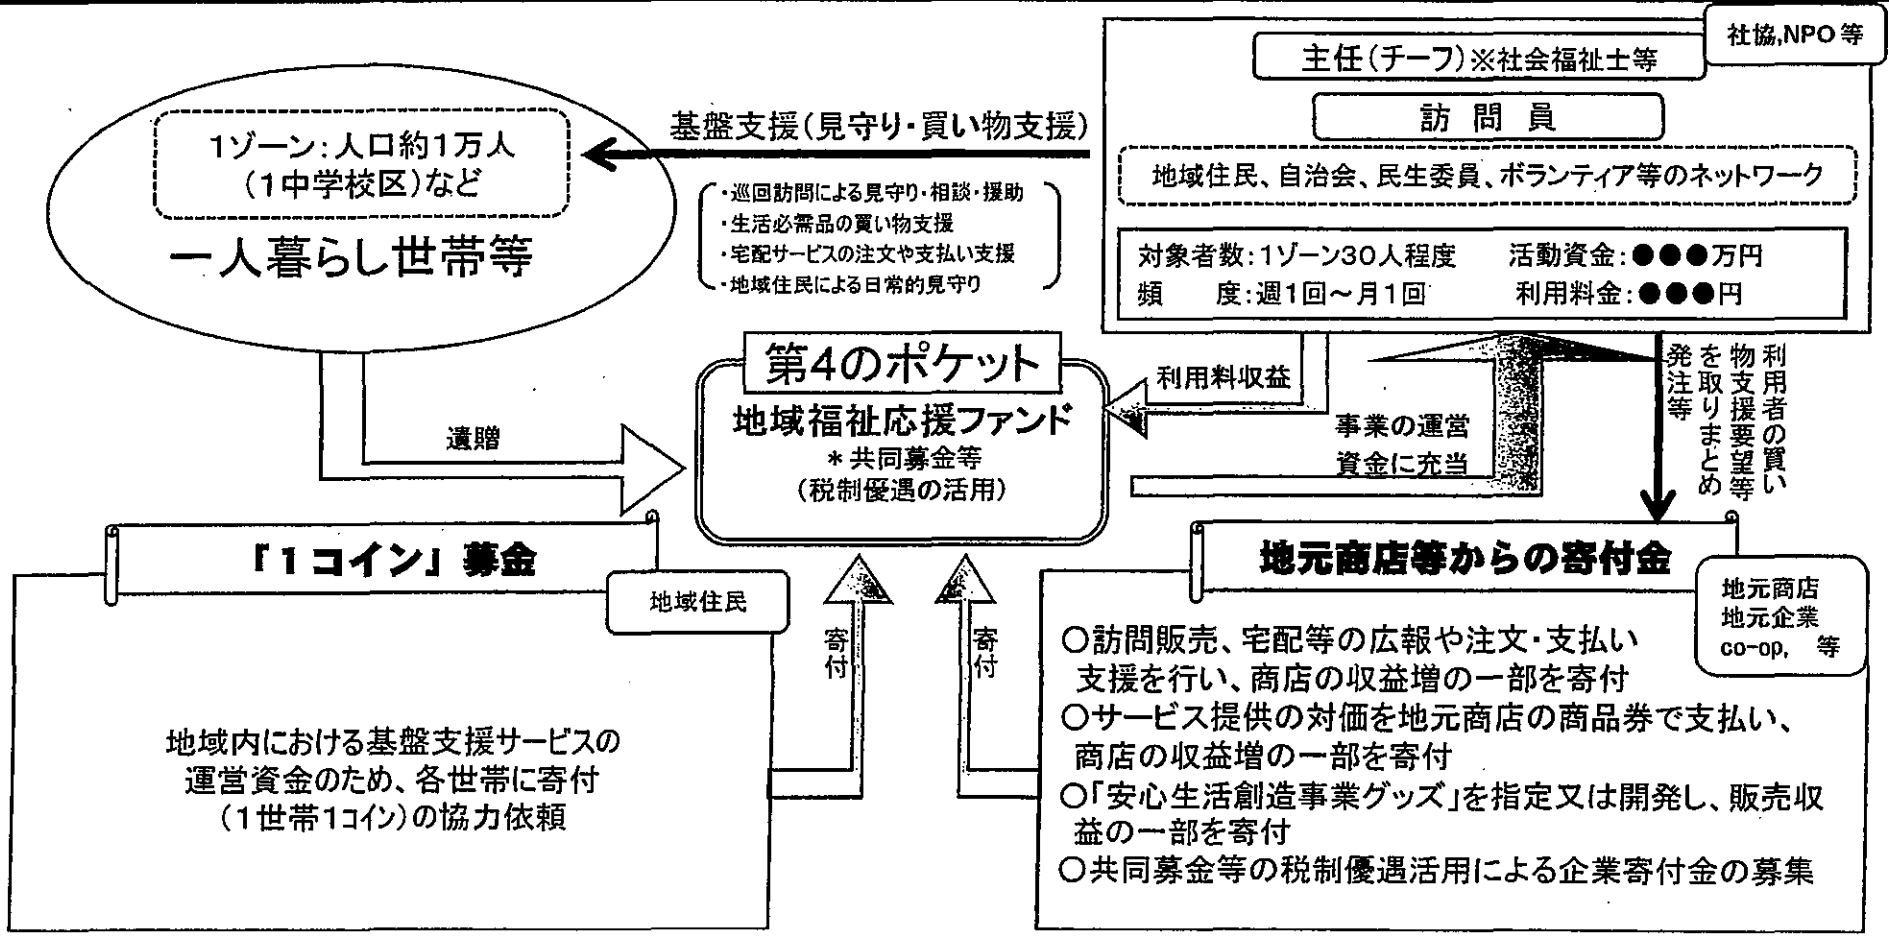 社協,NPO等
主任(チーフ)※社会福祉士等
訪問員
地域住民、自治会、民生委員、ボランティア等のネットワーク
対象者数:1ゾーン30人程度 活動資金:●●●万円
頻 度:週1回~月1回 利用料金:●●●円
1ゾーン:人口約1万人
(1中学校区)など
一人暮らし世帯等
基盤支援(見守り・買い物支援)
・巡回訪問による見守り・相談・援助
・生活必需品の買い物支援
・宅配サービスの注文や支払い支援
・地域住民による日常的見守り
第4のポケット
地域福祉応援ファンド
*共同募金等
(税制優遇の活用)
遺贈
利用料収益
事業の運営
資金に充当
利用者の買い
物支援要望等
を取りまとめ
発注等
『1コイン』募金
地域住民
地域内における基盤支援サービスの
運営資金のため、各世帯に寄付
(1世帯1コイン)の協力依頼
寄付
寄付
地元商店等からの寄付金
地元商店
地元企業
co-op, 等
○訪問販売、宅配等の広報や注文・支払い
支援を行い、商店の収益増の一部を寄付
○サービス提供の対価を地元商店の商品券で支払い、
商店の収益増の一部を寄付
○「安心生活創造事業グッズ」を指定又は開発し、販売収
益の一部を寄付
○共同募金等の税制優遇活用による企業寄付金の募集